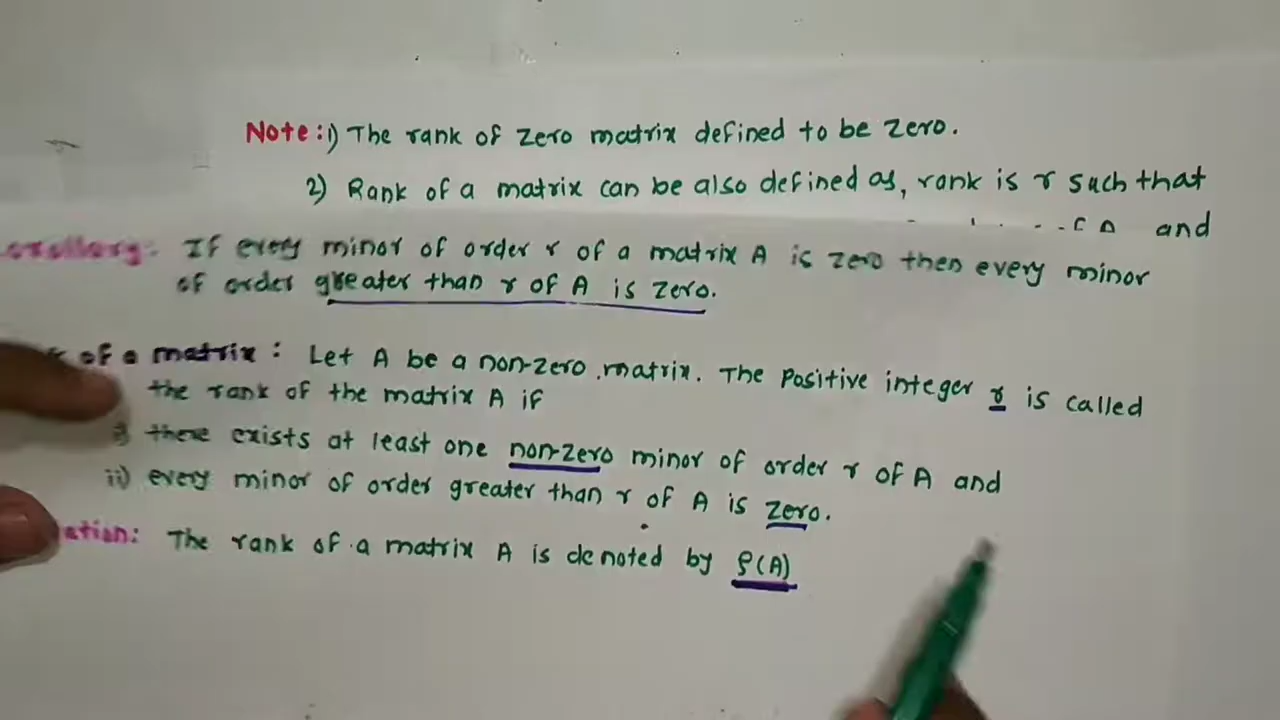 Note: 1) The rank of zero matrix defined to be zero.
2) Rank of a matrix can be also defined as, rank is r such that
and
If every minor of order r of a matrix A is zero then every minor
of order greater than r of A is zero.
of a matrix: Let A be a non-zero matrix. The positive integer r is called
the rank of the matrix A if
i) there exists at least one non-zero minor of order r of A and
ii) every minor of order greater than r of A is zero.
The rank of a matrix A is denoted by ρ(A)